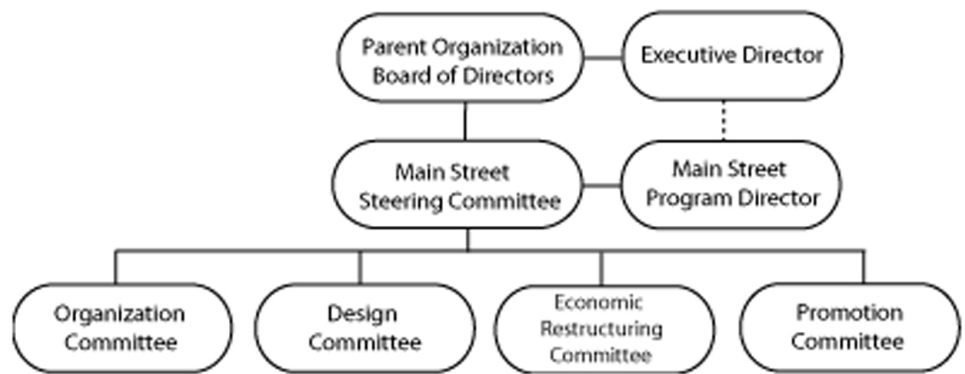 Parent Organization
Board of Directors
Executive Director
Main Street
Steering Committee
Main Street
Program Director
Organization
Committee
Design
Committee
Economic
Restructuring
Committee
Promotion
Committee